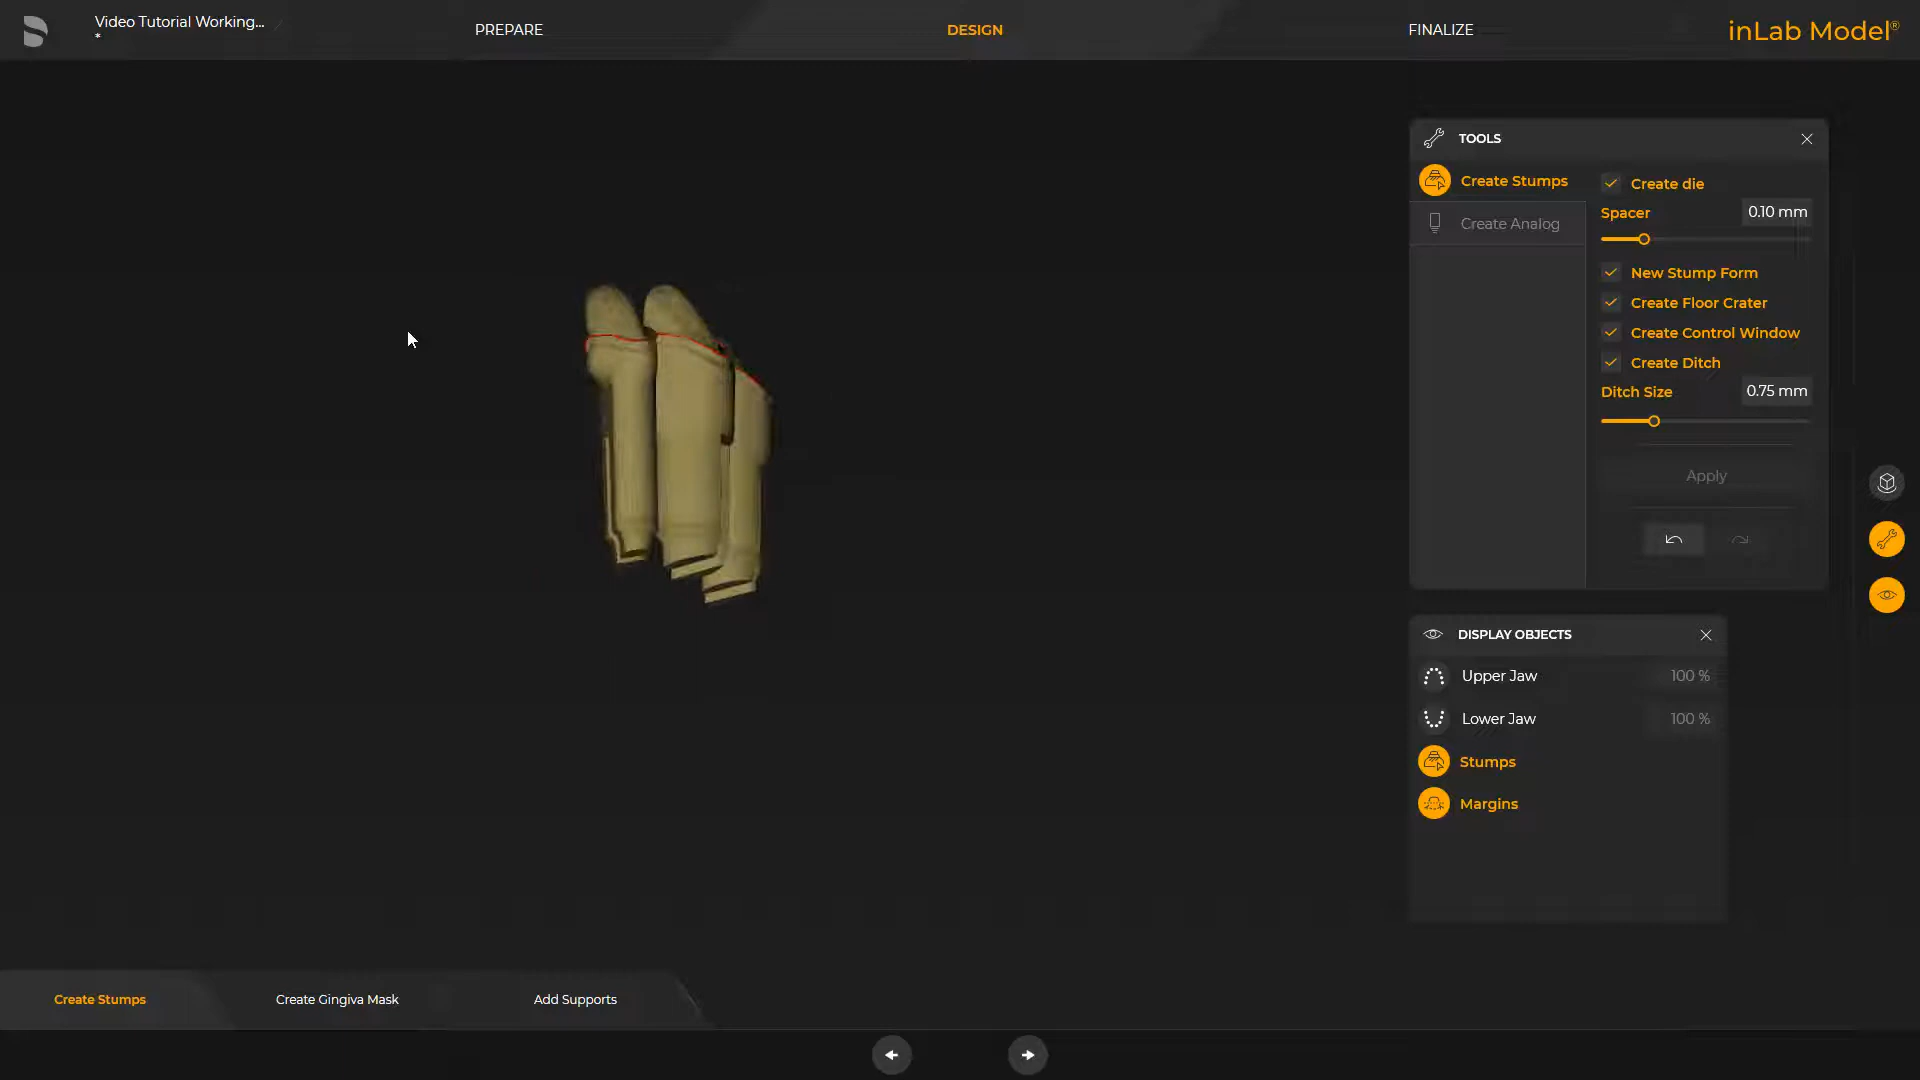 Video Tutorial Working...
*
PREPARE
DESIGN
FINALIZE
inLab Model®
TOOLS
Create Stumps
Create Analog
Create die
Spacer
0.10 mm
New Stump Form
Create Floor Crater
Create Control Window
Create Ditch
Ditch Size
0.75 mm
Apply
DISPLAY OBJECTS
Upper Jaw
100 %
Lower Jaw
100 %
Stumps
Margins
Create Stumps
Create Gingiva Mask
Add Supports